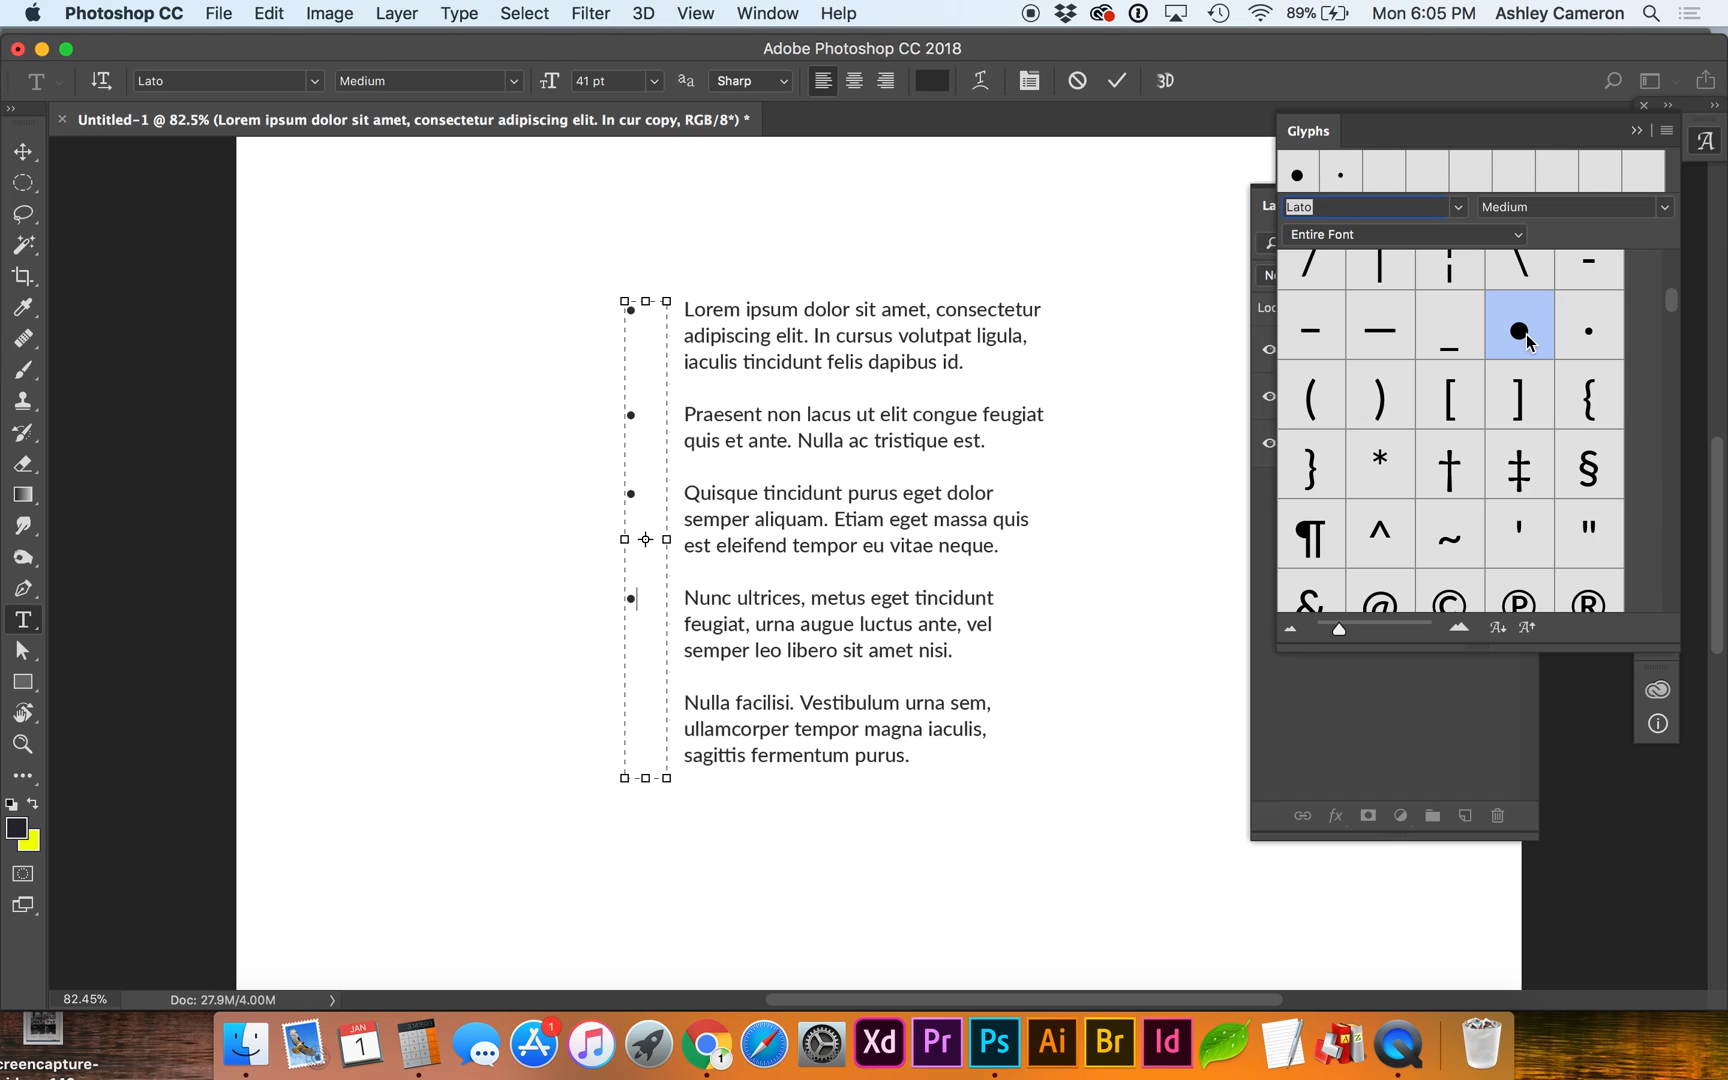 Photoshop CC File Edit Image Layer Type Select Filter 3D View Window Help 89% Mon 6:05 PM Ashley Cameron
Adobe Photoshop CC 2018
T Lato Medium 41 pt Sharp 3D
Untitled-1 @ 82.5% (Lorem ipsum dolor sit amet, consectetur adipiscing elit. In cur copy, RGB/8*) *
Glyphs
● •
Lato Medium
Entire Font
/ | ¦ \ -
– — _ ● •
( ) [ ] {
} * † ‡ §
¶ ^ ~ ' "
& @ © ℗ ®
• Lorem ipsum dolor sit amet, consectetur
adipiscing elit. In cursus volutpat ligula,
iaculis tincidunt felis dapibus id.
• Praesent non lacus ut elit congue feugiat
quis et ante. Nulla ac tristique est.
• Quisque tincidunt purus eget dolor
semper aliquam. Etiam eget massa quis
est eleifend tempor eu vitae neque.
• Nunc ultrices, metus eget tincidunt
feugiat, urna augue luctus ante, vel
semper leo libero sit amet nisi.
Nulla facilisi. Vestibulum urna sem,
ullamcorper tempor magna iaculis,
sagittis fermentum purus.
fx
82.45% Doc: 27.9M/4.00M
JAN
1
1
1
Xd Pr Ps Ai Br Id
creencapture-